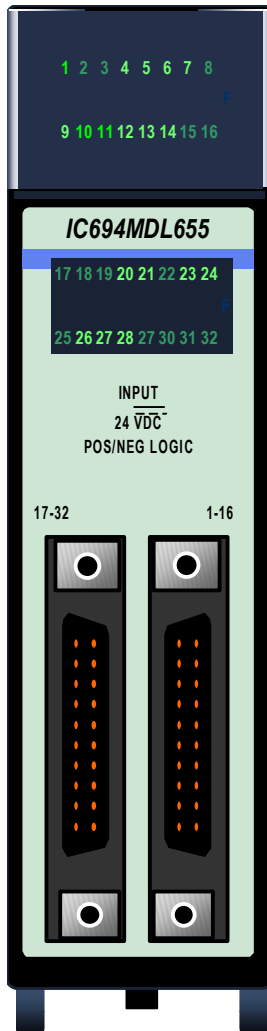 1 2 3 4 5 6 7 8
F
9 10 11 12 13 14 15 16
IC694MDL655
17 18 19 20 21 22 23 24
F
25 26 27 28 27 30 31 32
INPUT
24 VDC
POS/NEG LOGIC
17-32 1-16